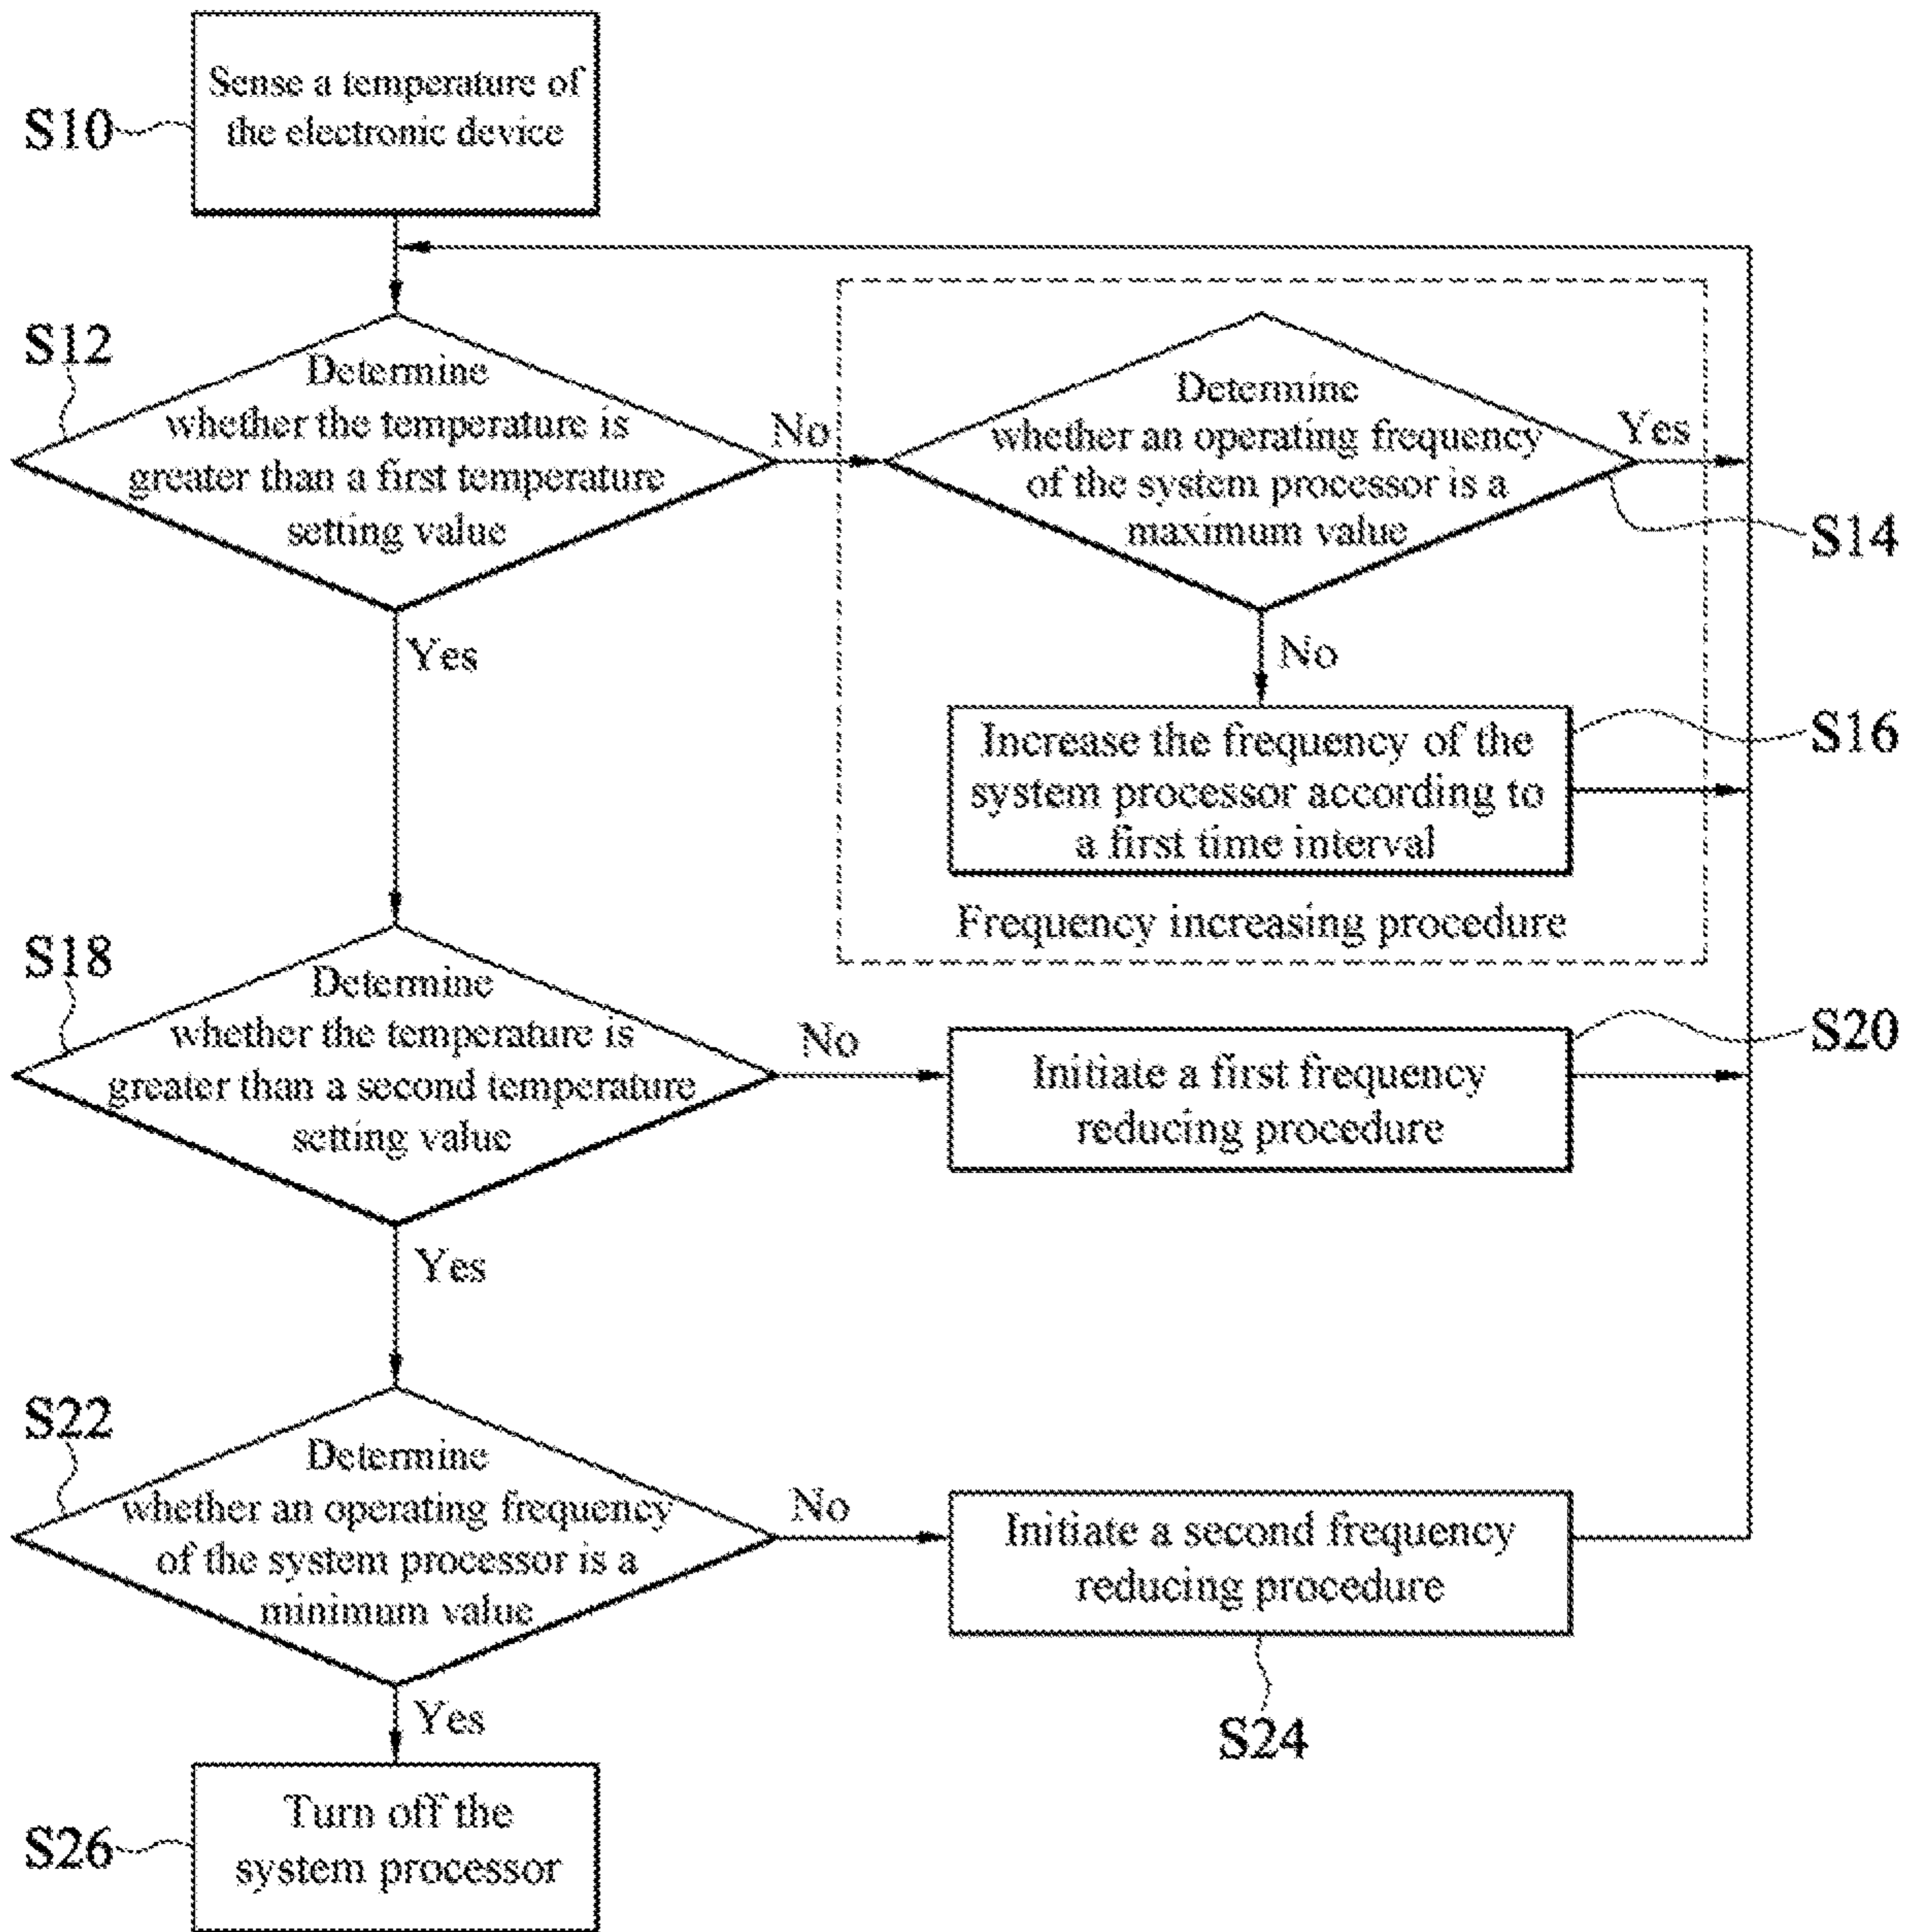 Sense a temperature of
the electronic device
S10
S12
Determine
whether the temperature is
greater than a first temperature
setting value
No
Yes
Determine
whether an operating frequency
of the system processor is a
maximum value
Yes
S14
No
Increase the frequency of the
system processor according to
a first time interval
S16
Frequency increasing procedure
S18
Determine
whether the temperature is
greater than a second temperature
setting value
No
Yes
Initiate a first frequency
reducing procedure
S20
S22
Determine
whether an operating frequency
of the system processor is a
minimum value
No
Yes
Initiate a second frequency
reducing procedure
S24
Turn off the
system processor
S26